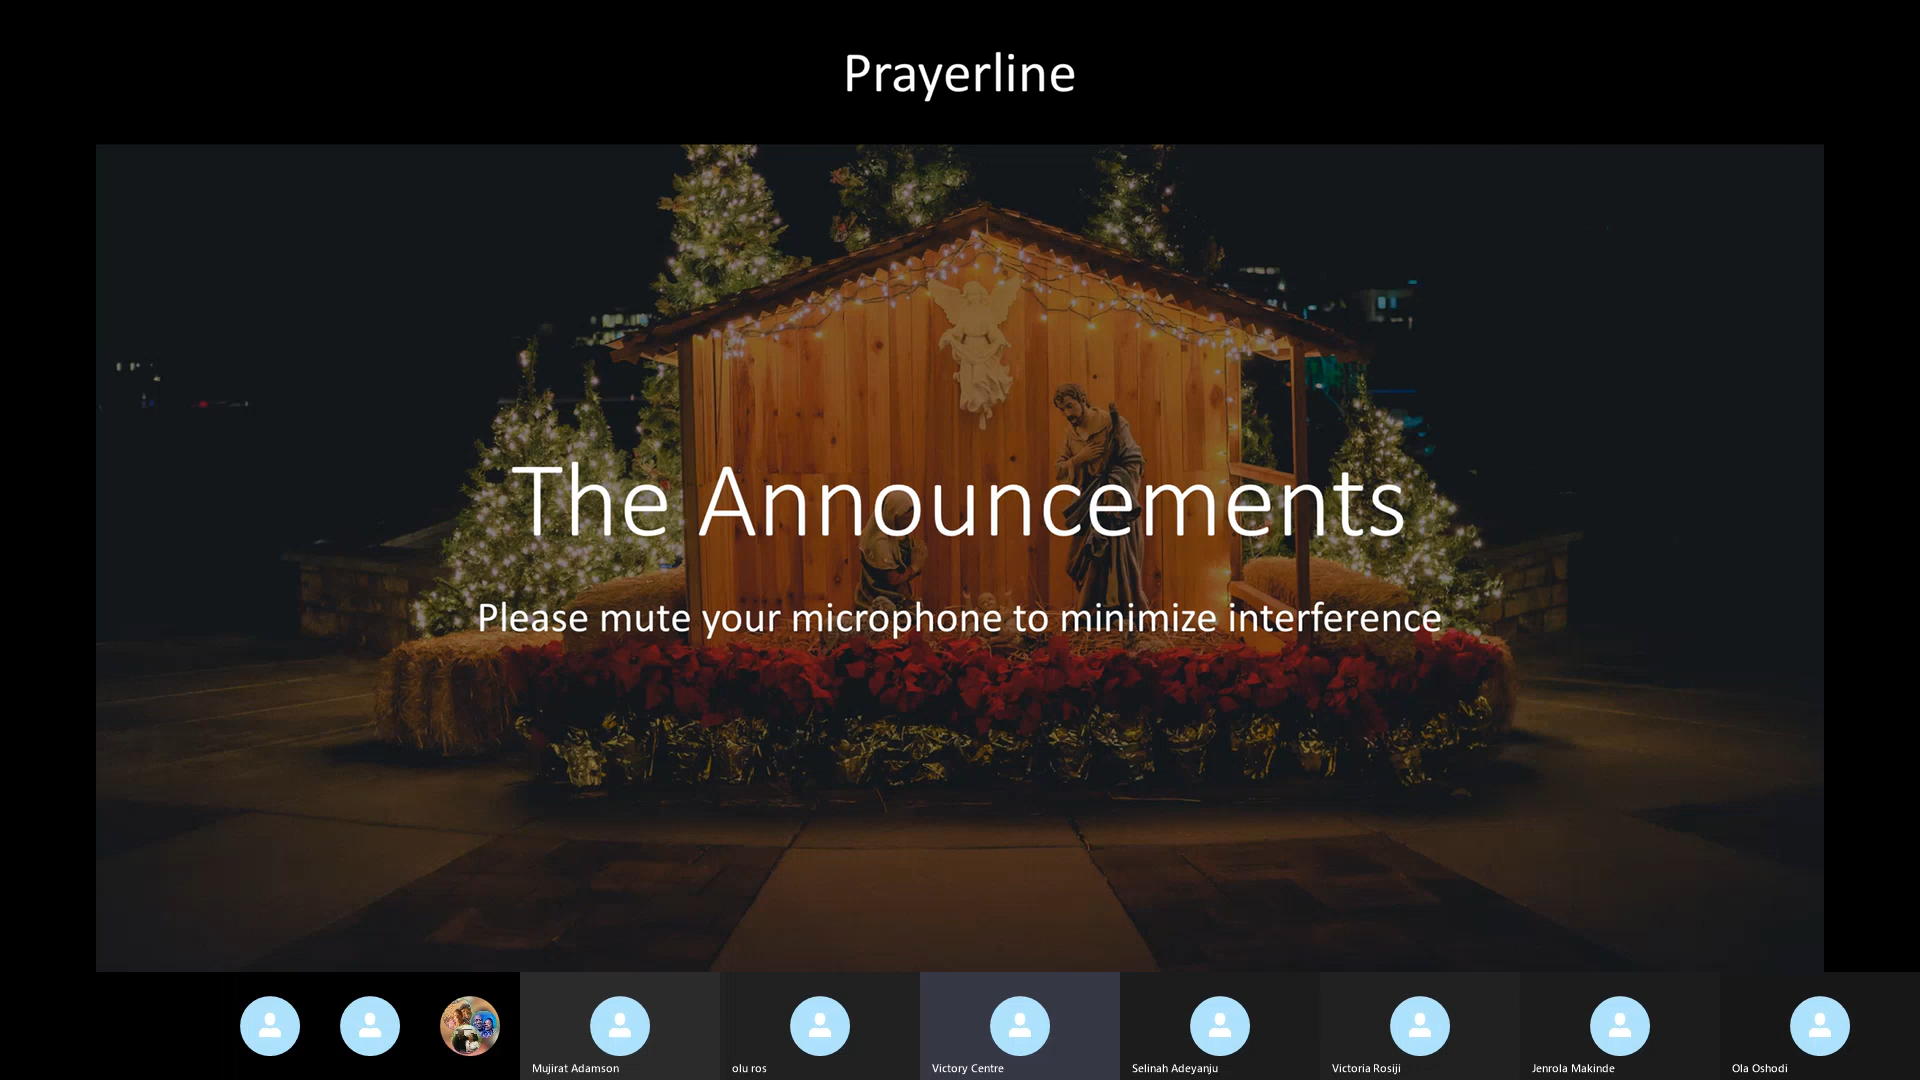 Prayerline
The Announcements
Please mute your microphone to minimize interference
Mujirat Adamson
olu ros
Victory Centre
Selinah Adeyanju
Victoria Rosiji
Jenrola Makinde
Ola Oshodi